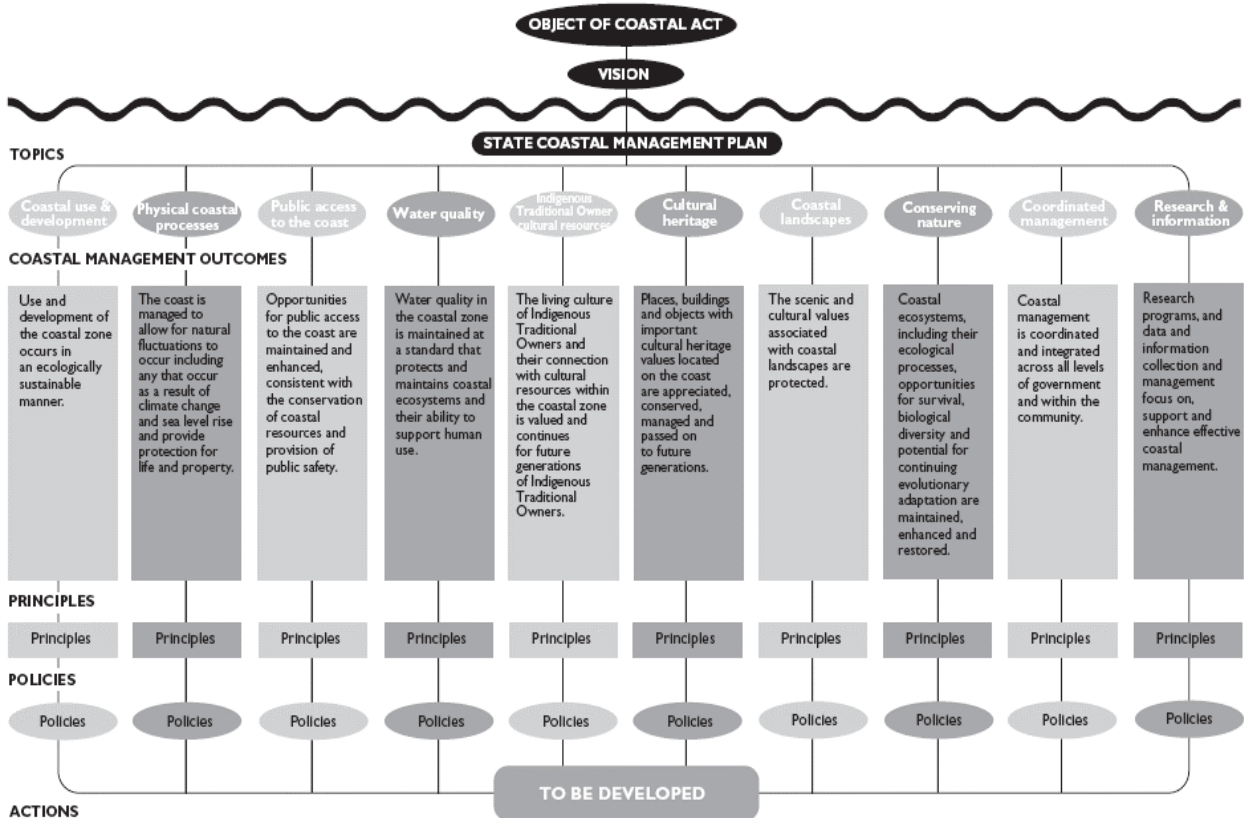 OBJECT OF COASTAL ACT
VISION
STATE COASTAL MANAGEMENT PLAN
TOPICS
Coastal use &
development
Physical coastal
processes
Public access
to the coast
Water quality
Indigenous
Traditional Owner
cultural resources
Cultural
heritage
Coastal
landscapes
Conserving
nature
Coordinated
management
Research &
information
COASTAL MANAGEMENT OUTCOMES
Use and
development of
the coastal zone
occurs in
an ecologically
sustainable
manner.
The coast is
managed to
allow for natural
fluctuations to
occur including
any that occur
as a result of
climate change
and sea level rise
and provide
protection for
life and property.
Opportunities
for public access
to the coast are
maintained and
enhanced,
consistent with
the conservation
of coastal
resources and
provision of
public safety.
Water quality in
the coastal zone
is maintained at
a standard that
protects and
maintains coastal
ecosystems and
their ability to
support human
use.
The living culture
of Indigenous
Traditional
Owners and
their connection
with cultural
resources within
the coastal zone
is valued and
continues
for future
generations
of Indigenous
Traditional
Owners.
Places, buildings
and objects with
important
cultural heritage
values located
on the coast
are appreciated,
conserved,
managed and
passed on
to future
generations.
The scenic and
cultural values
associated
with coastal
landscapes are
protected.
Coastal
ecosystems,
including their
ecological
processes,
opportunities
for survival,
biological
diversity and
potential for
continuing
evolutionary
adaptation are
maintained,
enhanced and
restored.
Coastal
management
is coordinated
and integrated
across all levels
of government
and within the
community.
Research
programs, and
data and
information
collection and
management
focus on,
support and
enhance effective
coastal
management.
PRINCIPLES
Principles
Principles
Principles
Principles
Principles
Principles
Principles
Principles
Principles
Principles
POLICIES
Policies
Policies
Policies
Policies
Policies
Policies
Policies
Policies
Policies
Policies
TO BE DEVELOPED
ACTIONS